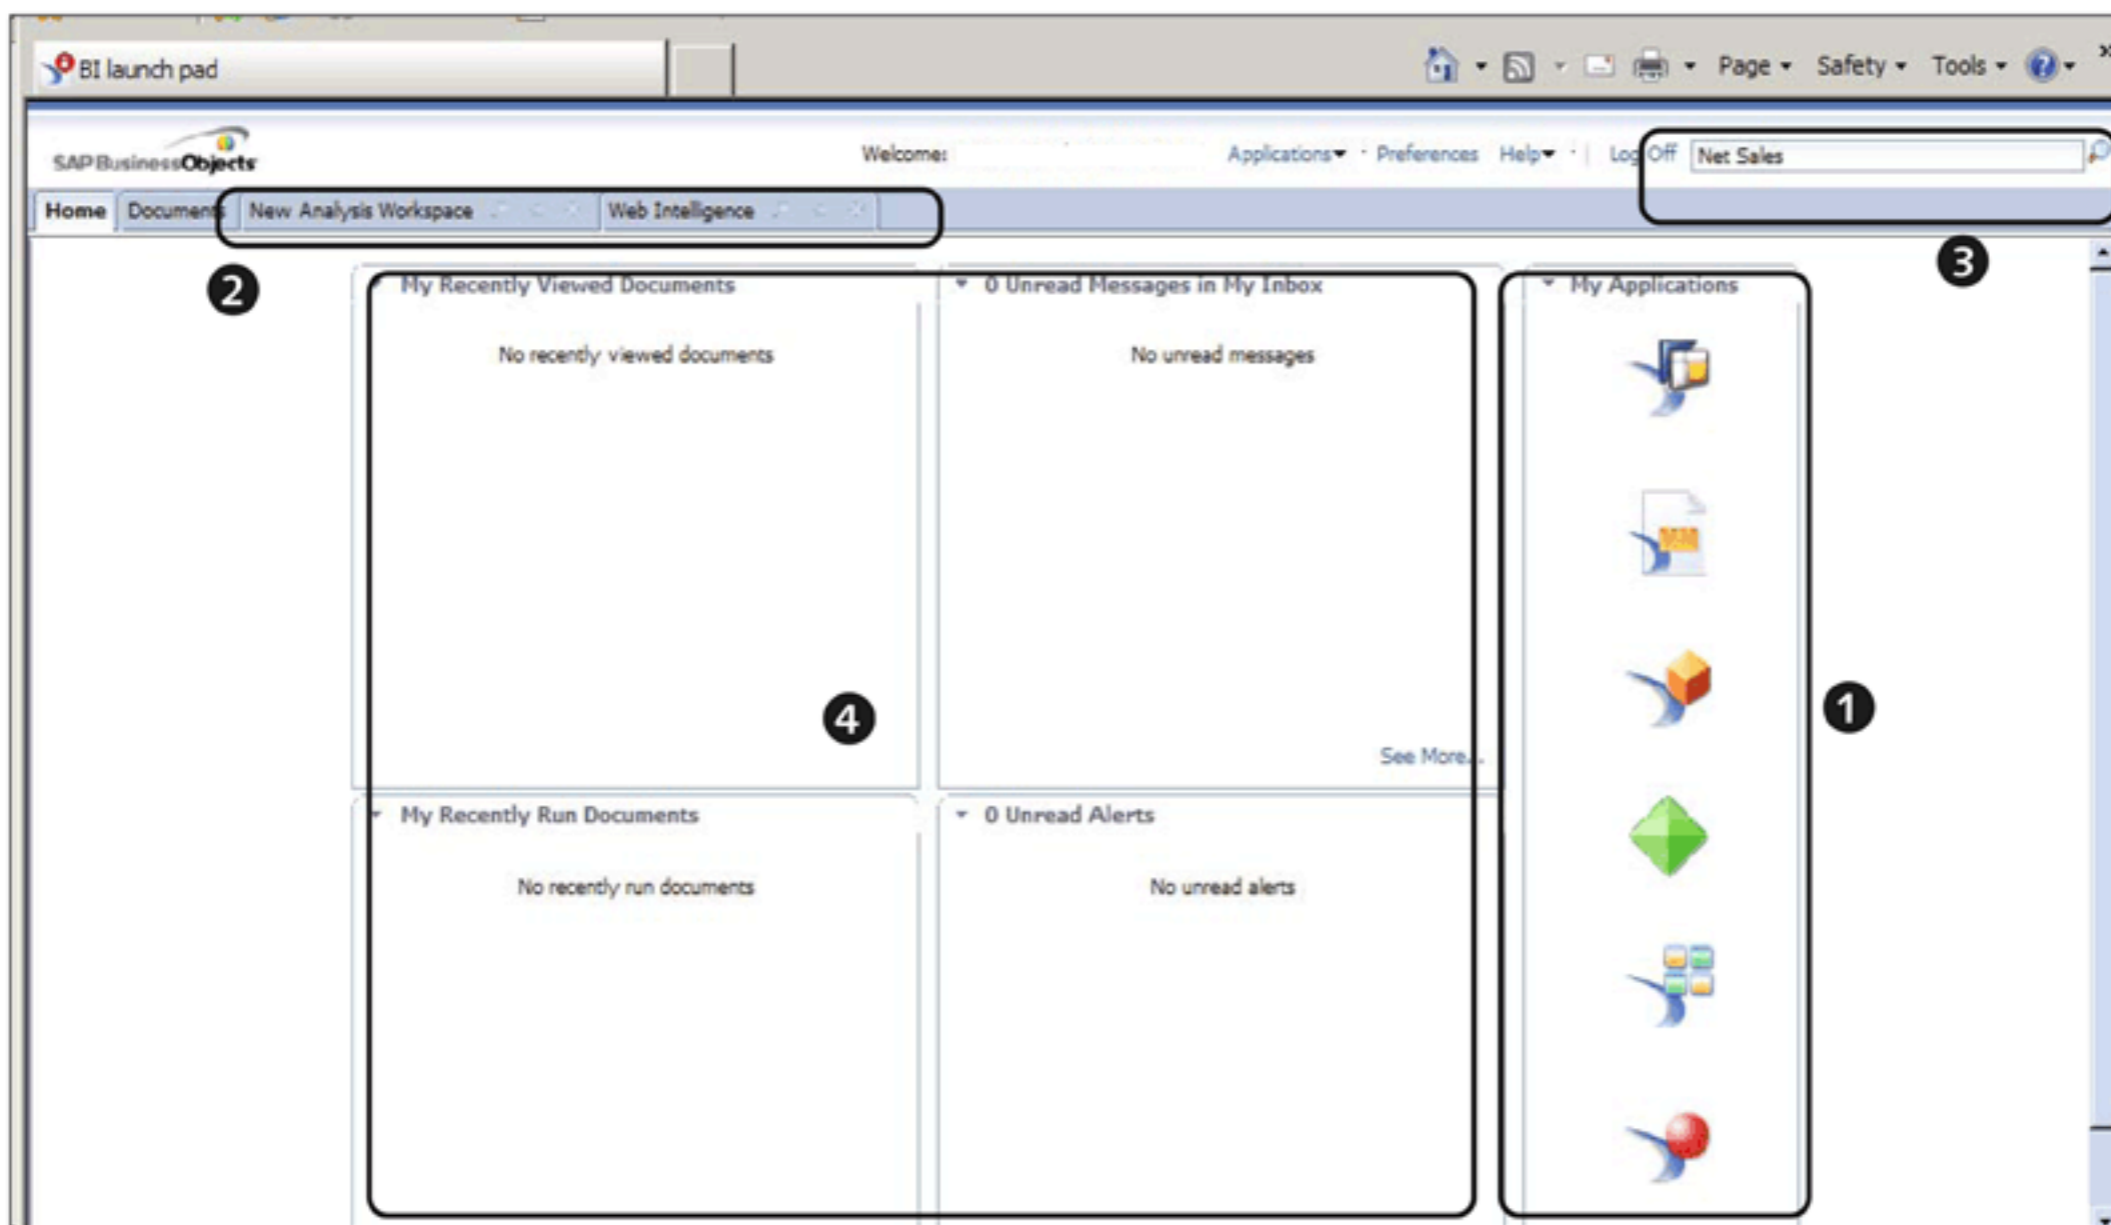 BI launch pad
Page Safety Tools
SAP BusinessObjects
Welcome: Applications Preferences Help Log Off Net Sales
Home Documents New Analysis Workspace Web Intelligence
2
3
My Recently Viewed Documents 0 Unread Messages in My Inbox My Applications
No recently viewed documents No unread messages
4
1
See More...
My Recently Run Documents 0 Unread Alerts
No recently run documents No unread alerts